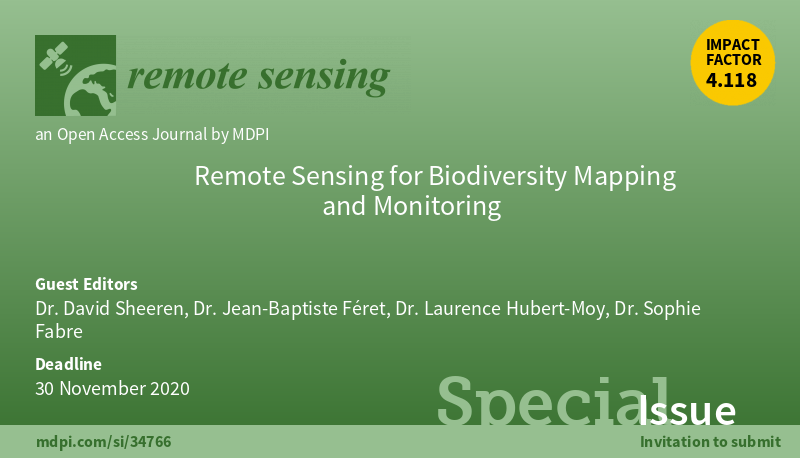 remote sensing
IMPACT
FACTOR
4.118
an Open Access Journal by MDPI
Remote Sensing for Biodiversity Mapping
and Monitoring
Guest Editors
Dr. David Sheeren, Dr. Jean-Baptiste Féret, Dr. Laurence Hubert-Moy, Dr. Sophie
Fabre
Deadline
30 November 2020
Special
Issue
mdpi.com/si/34766
Invitation to submit